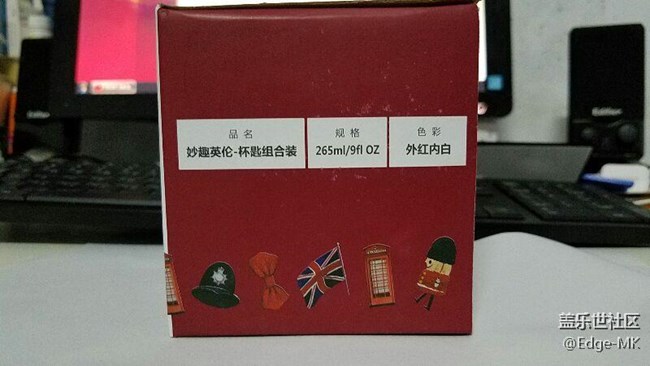 品名
妙趣英伦-杯匙组合装
规格
265ml/9fl OZ
色彩
外红内白
Edifier
盖乐世社区
@Edge-MK